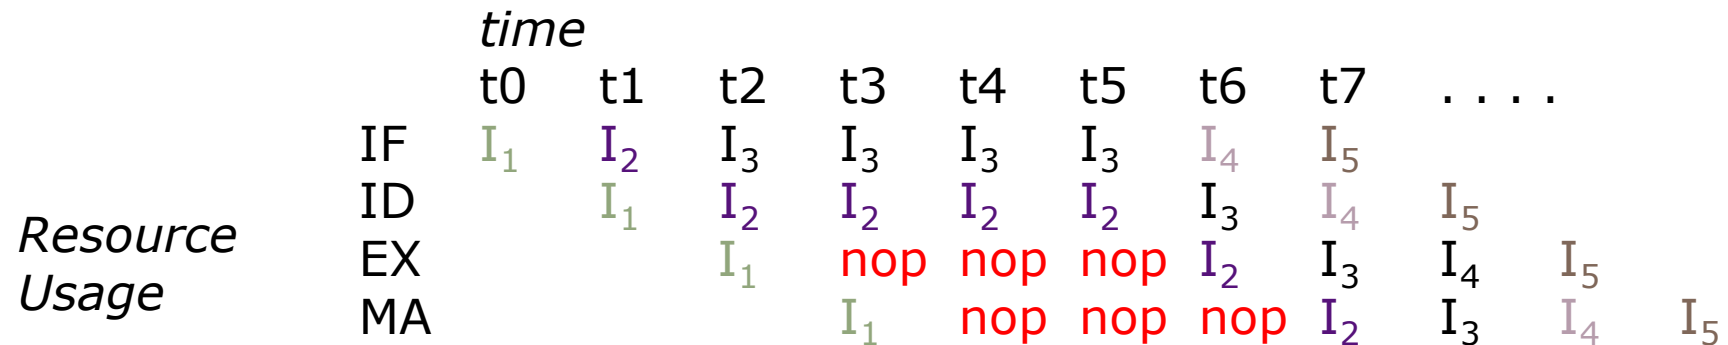 time
t0 t1 t2 t3 t4 t5 t6 t7 . . . .
IF I₁ I₂ I₃ I₃ I₃ I₃ I₄ I₅
ID I₁ I₂ I₂ I₂ I₂ I₃ I₄ I₅
Resource
EX I₁ nop nop nop I₂ I₃ I₄ I₅
Usage
MA I₁ nop nop nop I₂ I₃ I₄ I₅